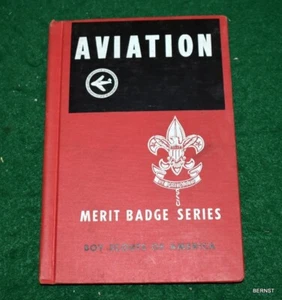 AVIATION
MERIT BADGE SERIES
BOY SCOUTS OF AMERICA
BERNST